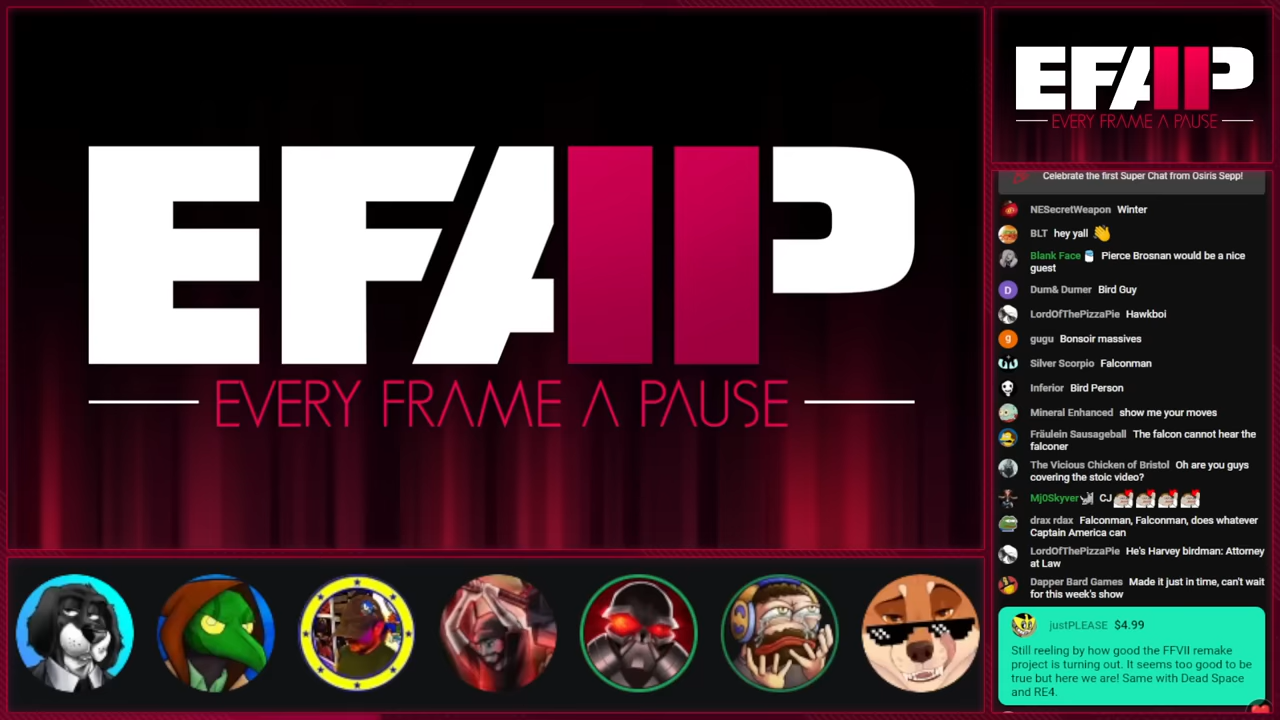 EFAP
EVERY FRAME A PAUSE
EFAP
EVERY FRAME A PAUSE
Celebrate the first Super Chat from Osiris Sepp!
NESecretWeapon Winter
BLT hey yall 👋
Blank Face Pierce Brosnan would be a nice
guest
D
Dum& Dumer Bird Guy
LordOfThePizzaPie Hawkboi
g
gugu Bonsoir massives
Silver Scorpio Falconman
Inferior Bird Person
Mineral Enhanced show me your moves
Fräulein Sausageball The falcon cannot hear the
falconer
The Vicious Chicken of Bristol Oh are you guys
covering the stoic video?
Mj0Skyver CJ
drax rdax Falconman, Falconman, does whatever
Captain America can
LordOfThePizzaPie He's Harvey birdman: Attorney
at Law
Dapper Bard Games Made it just in time, can't wait
for this week's show
justPLEASE $4.99
Still reeling by how good the FFVII remake
project is turning out. It seems too good to be
true but here we are! Same with Dead Space
and RE4.